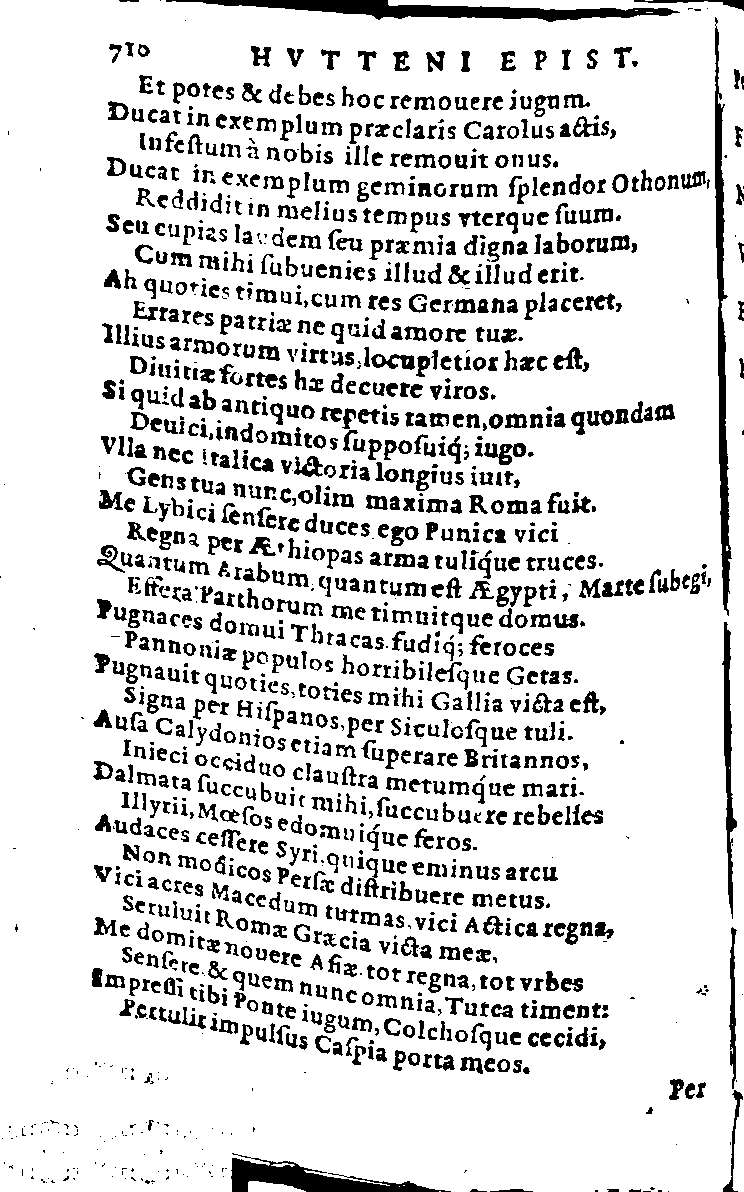 710 HVTTENI EPIST.
Et potes & debes hoc remouere iugum.
Ducat in exemplum præclaris Carolus actis,
Infeſtum à nobis ille remouit onus.
Ducat in exemplum geminorum ſplendor Othonum,
Reddidit in melius tempus vterque ſuum.
Seu cupias laudem ſeu præmia digna laborum,
Cum mihi ſubuenies illud & illud erit.
Ah quoties timui, cum res Germana placeret,
Errares patriæ ne quid amore tuæ.
Illius armorum virtus, locupletior hæc eſt,
Diuitiæ fortes hæ decuere viros.
Si quid ab antiquo repetis tamen, omnia quondam
Deuici, indomitos ſuppoſuiq́; iugo.
Vlla nec Italica victoria longius iuit,
Gens tua nunc, olim maxima Roma fuit.
Me Lybici ſenſere duces ego Punica vici
Regna per Æthiopas arma tuliq́ue truces.
Quantum Arabum, quantum eſt Ægypti, Marte ſubegi,
Effera Parthorum me timuitque domus.
Pugnaces domui Thracas fudiq́; feroces
Pannoniæ populos horribileſque Getas.
Pugnauit quoties, toties mihi Gallia victa eſt,
Signa per Hiſpanos, per Siculoſque tuli.
Auſa Calydonios etiam ſuperare Britannos,
Inieci occiduo clauſtra metumq́ue mari.
Dalmata ſuccubuit mihi, ſuccubuere rebelles
Illyrii, Mœſos edomuiq́ue feros.
Audaces ceſſere Syri, quique eminus arcu
Non modicos Perſæ diſtribuere metus.
Vici acres Macedum turmas, vici Actica regna,
Seruluit Romæ Græcia victa meæ.
Me domitæ nouere Aſiæ tot regna, tot vrbes
Senſere & quem nunc omnia, Turca timent:
Impreſſi tibi Ponte iugum, Colchoſque cecidi,
Pertulit impulſus Caſpia porta meos.
Per